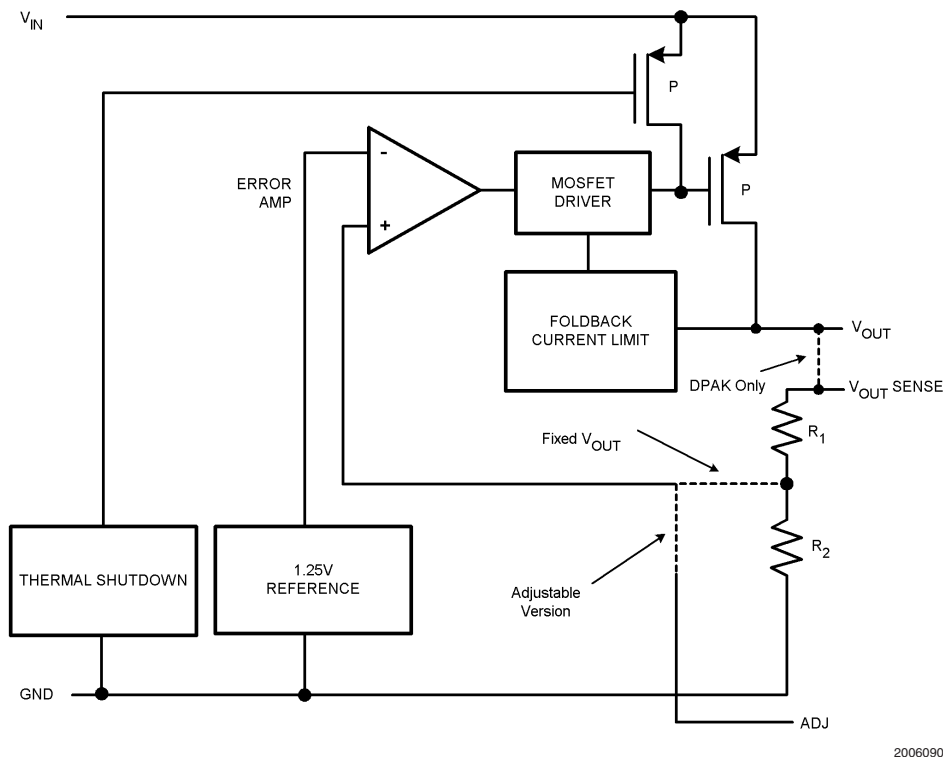 VIN
P
P
ERROR
AMP
-
+
MOSFET
DRIVER
FOLDBACK
CURRENT LIMIT
VOUT
DPAK Only
VOUT SENSE
R1
Fixed VOUT
R2
THERMAL SHUTDOWN
1.25V
REFERENCE
Adjustable
Version
GND
ADJ
2006090